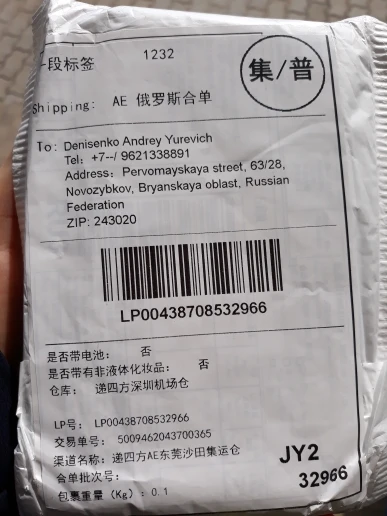 一段标签 1232
集/普
Shipping: AE 俄罗斯合单
To: Denisenko Andrey Yurevich
Tel: +7--/ 9621338891
Address: Pervomayskaya street, 63/28,
Novozybkov, Bryanskaya oblast, Russian
Federation
ZIP: 243020
LP00438708532966
是否带电池: 否
是否带有非液体化妆品: 否
仓库: 递四方深圳机场仓
LP号: LP00438708532966
交易单号: 5009462043700365
渠道名称: 递四方AE东莞沙田集运仓
合单批次号:
包裹重量(Kg): 0.1
JY2
32966